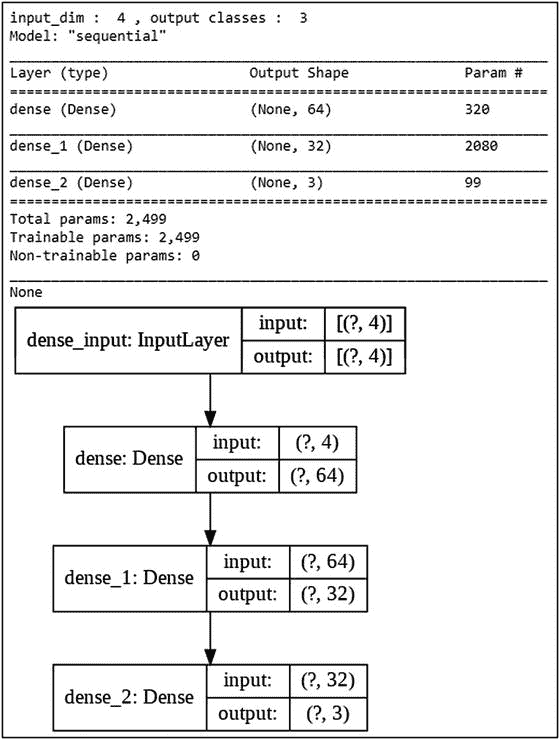 input_dim :  4 , output classes :  3
Model: "sequential"
Layer (type) Output Shape Param #
dense (Dense) (None, 64) 320
dense_1 (Dense) (None, 32) 2080
dense_2 (Dense) (None, 3) 99
Total params: 2,499
Trainable params: 2,499
Non-trainable params: 0
None
dense_input: InputLayer
input: [(?, 4)]
output: [(?, 4)]
dense: Dense
input: (?, 4)
output: (?, 64)
dense_1: Dense
input: (?, 64)
output: (?, 32)
dense_2: Dense
input: (?, 32)
output: (?, 3)